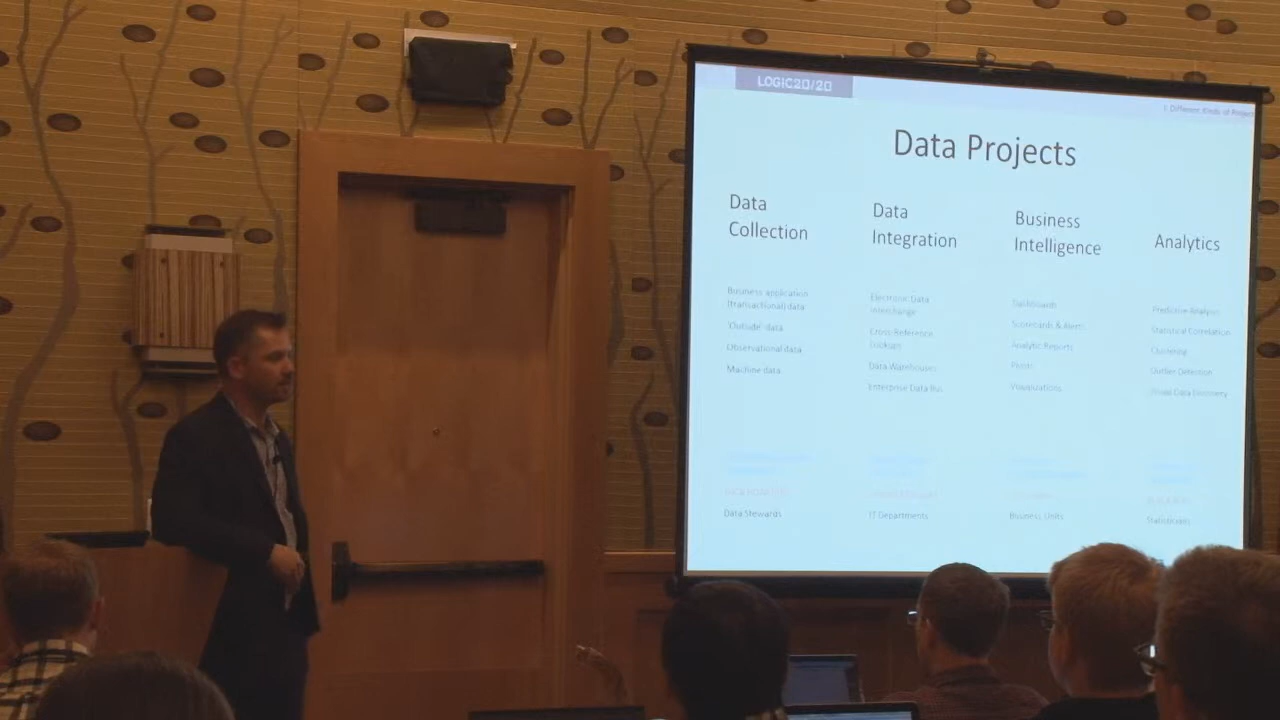 LOGIC20/20
Data Projects
Data
Collection
Data
Integration
Business
Intelligence
Analytics
Business application
(transactional) data
'Outside' data
Observational data
Machine data
Electronic Data
Interchange
Cross-Reference
Lookups
Data Warehouses
Enterprise Data Bus
Dashboards
Scorecards & Alerts
Analytic Reports
Pivots
Visualizations
Predictive Analysis
Statistical Correlation
Clustering
Outlier Detection
Visual Data Discovery
Data Stewards
IT Departments
Business Units
Statisticians